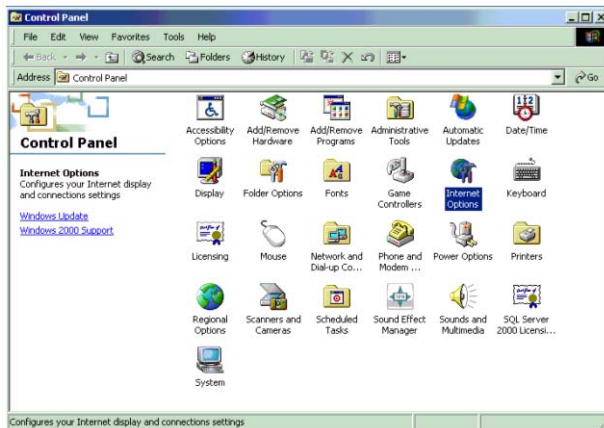 Control Panel
File Edit View Favorites Tools Help
Back Search Folders History
Address Control Panel Go
Control Panel
Internet Options
Configures your Internet display
and connections settings
Windows Update
Windows 2000 Support
Accessibility
Options
Add/Remove
Hardware
Add/Remove
Programs
Administrative
Tools
Automatic
Updates
Date/Time
Display
Folder Options
Fonts
Game
Controllers
Internet
Options
Keyboard
Licensing
Mouse
Network and
Dial-up Co...
Phone and
Modem ...
Power Options
Printers
Regional
Options
Scanners and
Cameras
Scheduled
Tasks
Sound Effect
Manager
Sounds and
Multimedia
SQL Server
2000 Licensi...
System
Configures your Internet display and connections settings